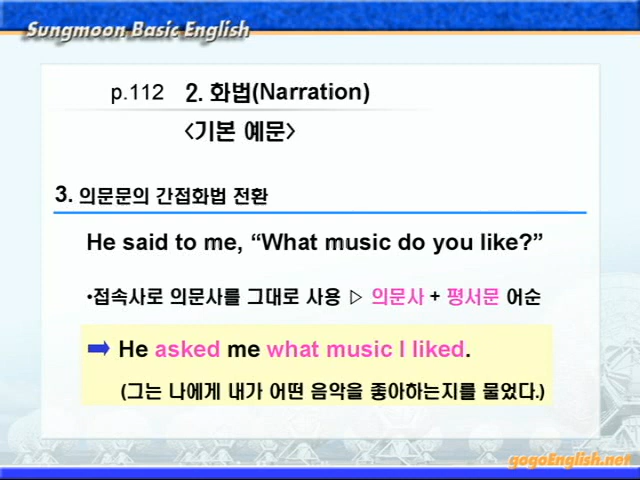 Sungmoon Basic English
p.112 2. 화법(Narration)
<기본 예문>
3. 의문문의 간접화법 전환
He said to me, “What music do you like?”
•접속사로 의문사를 그대로 사용 ▷ 의문사 + 평서문 어순
➡ He asked me what music I liked.
(그는 나에게 내가 어떤 음악을 좋아하는지를 물었다.)
gogoEnglish.net